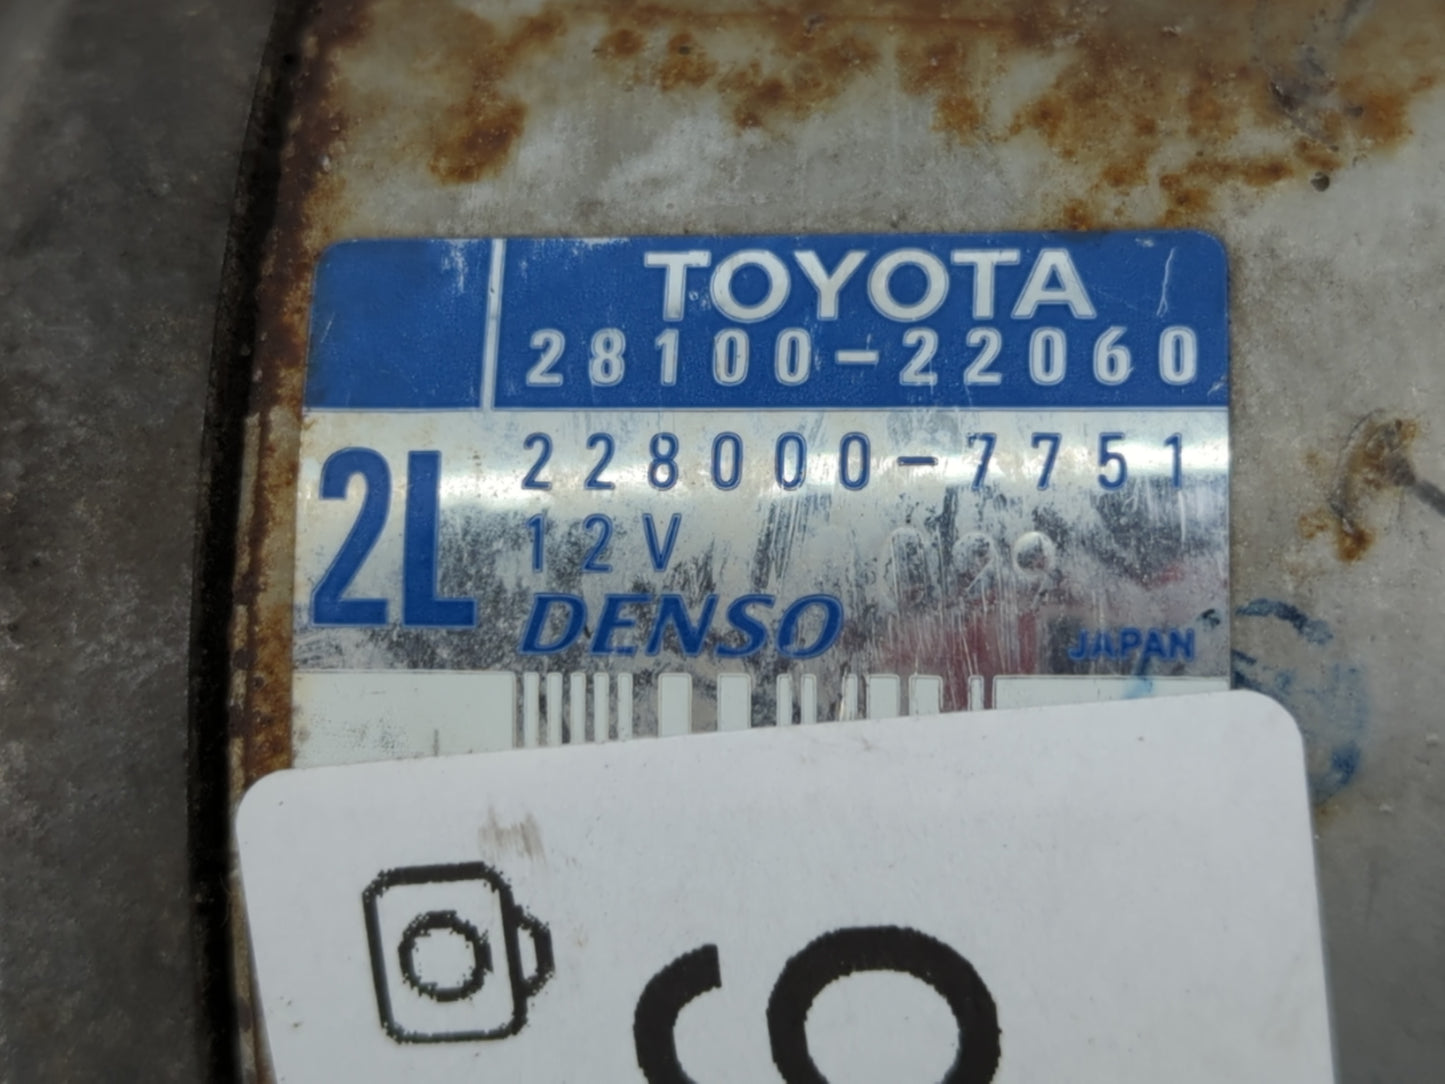 TOYOTA
28100-22060
2L
228000-7751
12V
DENSO
JAPAN